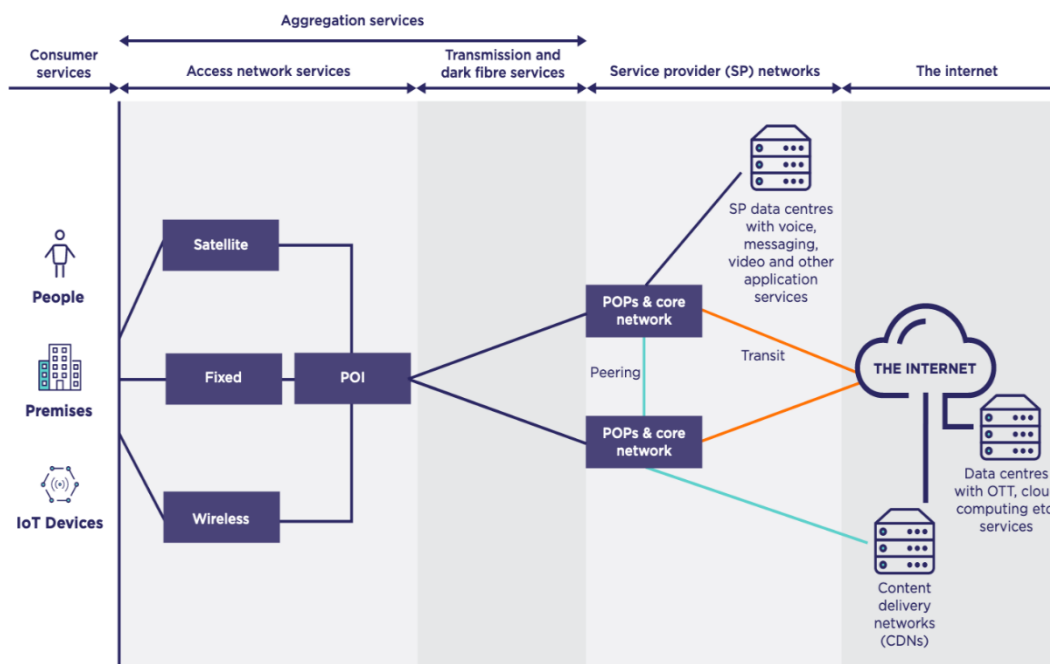 Aggregation services
Consumer
services
Access network services
Transmission and
dark fibre services
Service provider (SP) networks
The internet
People
Premises
IoT Devices
Satellite
Fixed
POI
Wireless
POPs & core
network
Peering
Transit
POPs & core
network
SP data centres
with voice,
messaging,
video and other
application
services
THE INTERNET
Data centres
with OTT, clou
computing etc
services
Content
delivery
networks
(CDNs)